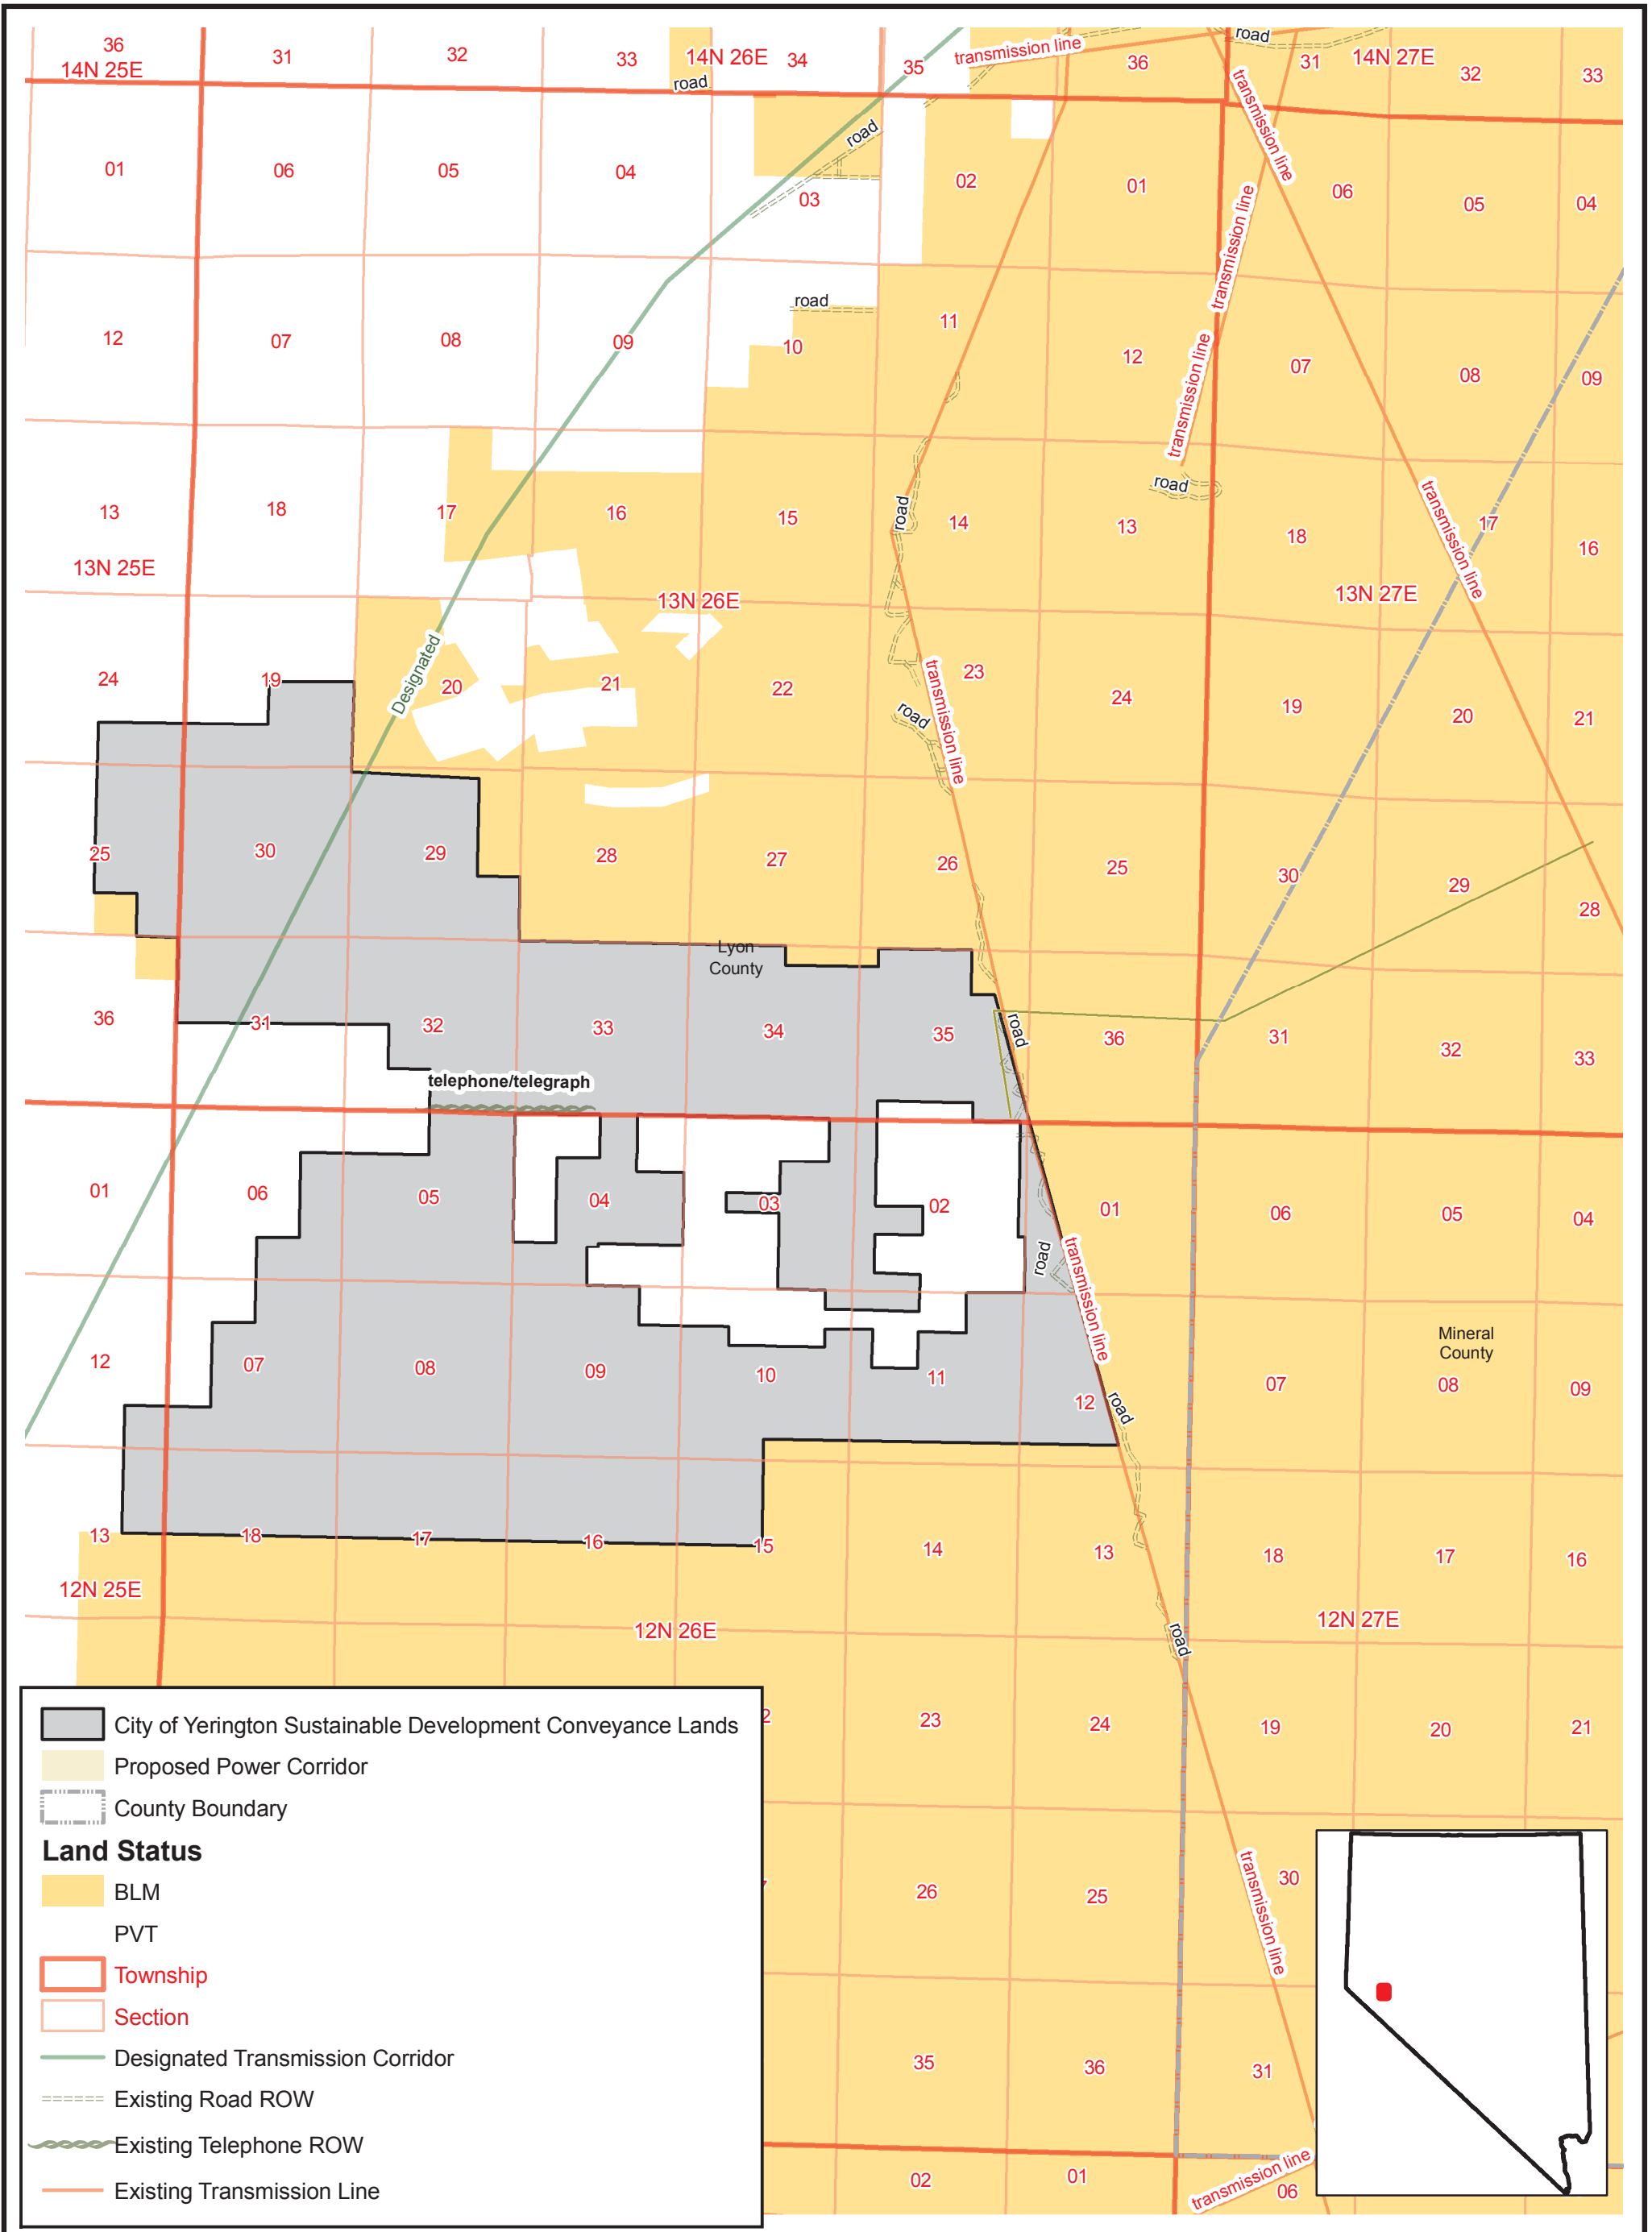 36 31 32 33 14N 26E 34 35 transmission line 36 road 31 14N 27E 32 33
14N 25E road transmission line
01 06 05 04 road 03 02 01 06 05 04
transmission line
12 07 08 09 road 10 11 12 07 08 09
transmission line
13 18 17 16 15 road 14 road 13 18 transmission line 17 16
13N 25E 13N 26E 13N 27E
24 19 Designated 20 21 22 road transmission line 23 24 19 20 21
25 30 29 28 27 26 25 30 29 28
Lyon
County
36 31 32 33 34 35 road 36 31 32 33
telephone/telegraph
01 06 05 04 03 02 01 06 05 04
road transmission line
Mineral
County
12 07 08 09 10 11 12 road 07 08 09
13 18 17 16 15 14 13 18 17 16
12N 25E 12N 26E road 12N 27E
2 23 24 19 20 21
26 25 transmission line 30
35 36 31
02 01 transmission line 06
City of Yerington Sustainable Development Conveyance Lands
Proposed Power Corridor
County Boundary
Land Status
BLM
PVT
Township
Section
Designated Transmission Corridor
Existing Road ROW
Existing Telephone ROW
Existing Transmission Line